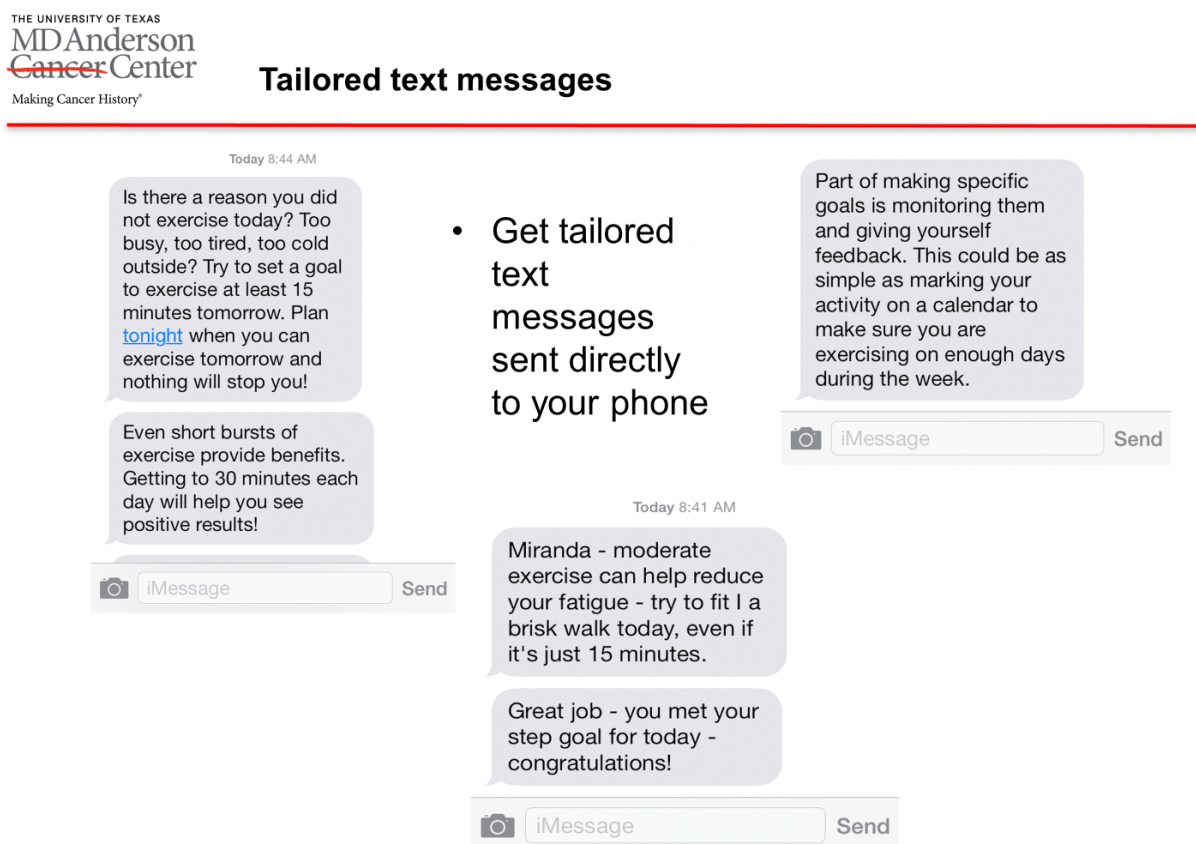 THE UNIVERSITY OF TEXAS
MD Anderson
Cancer Center
Making Cancer History®
Tailored text messages
Today 8:44 AM
Is there a reason you did
not exercise today? Too
busy, too tired, too cold
outside? Try to set a goal
to exercise at least 15
minutes tomorrow. Plan
tonight when you can
exercise tomorrow and
nothing will stop you!
Even short bursts of
exercise provide benefits.
Getting to 30 minutes each
day will help you see
positive results!
iMessage
Send
• Get tailored
text
messages
sent directly
to your phone
Part of making specific
goals is monitoring them
and giving yourself
feedback. This could be as
simple as marking your
activity on a calendar to
make sure you are
exercising on enough days
during the week.
iMessage
Send
Today 8:41 AM
Miranda - moderate
exercise can help reduce
your fatigue - try to fit I a
brisk walk today, even if
it's just 15 minutes.
Great job - you met your
step goal for today -
congratulations!
iMessage
Send